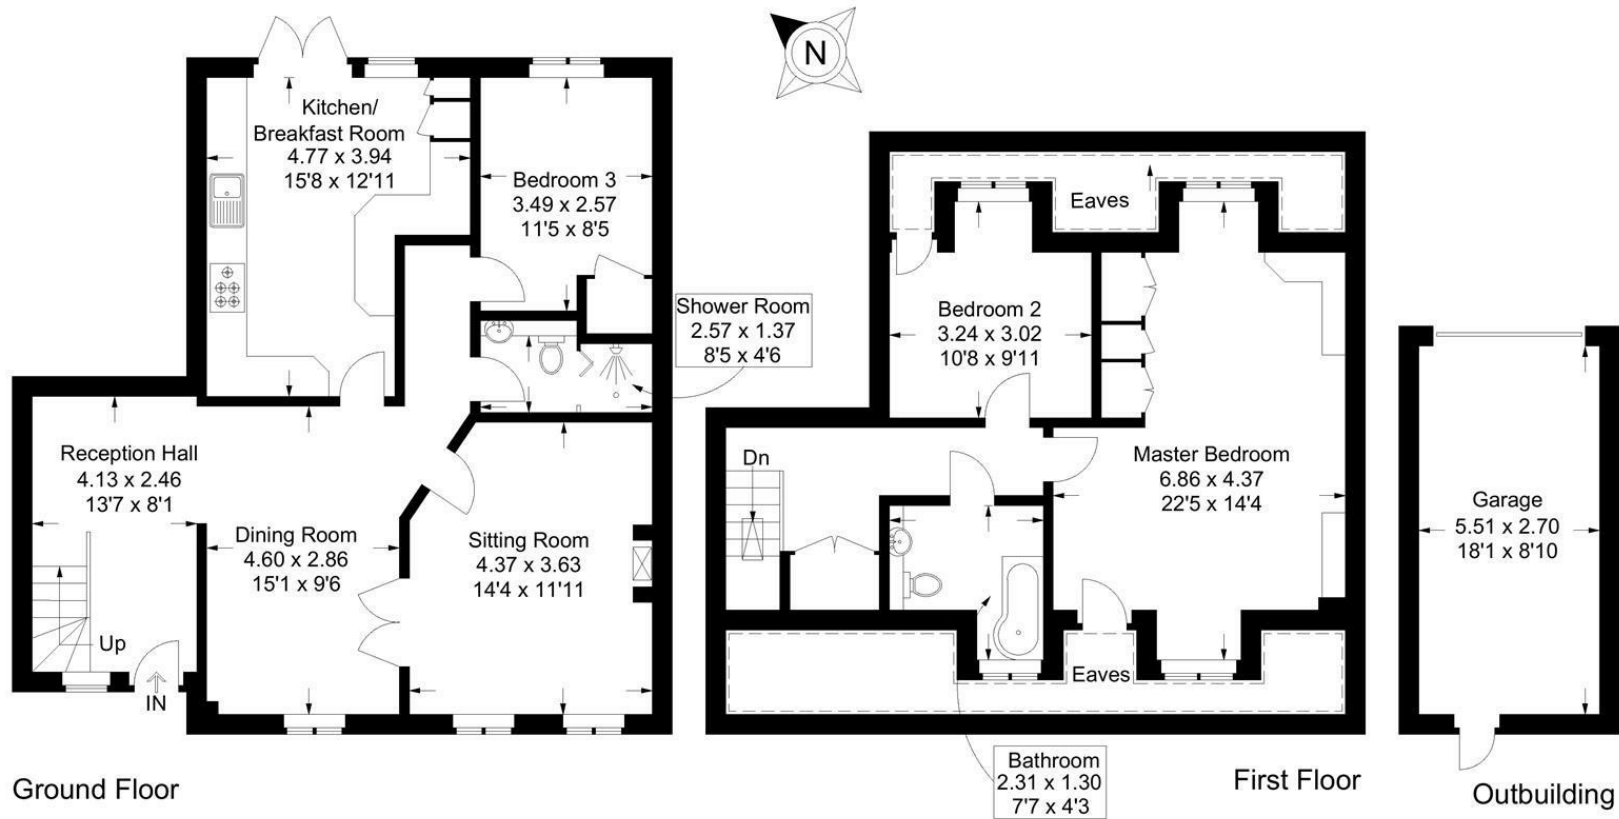 N
Kitchen/
Breakfast Room
4.77 x 3.94
15'8 x 12'11
Bedroom 3
3.49 x 2.57
11'5 x 8'5
Shower Room
2.57 x 1.37
8'5 x 4'6
Reception Hall
4.13 x 2.46
13'7 x 8'1
Dining Room
4.60 x 2.86
15'1 x 9'6
Sitting Room
4.37 x 3.63
14'4 x 11'11
Up
IN
Ground Floor
Eaves
Bedroom 2
3.24 x 3.02
10'8 x 9'11
Dn
Master Bedroom
6.86 x 4.37
22'5 x 14'4
Eaves
Bathroom
2.31 x 1.30
7'7 x 4'3
First Floor
Garage
5.51 x 2.70
18'1 x 8'10
Outbuilding